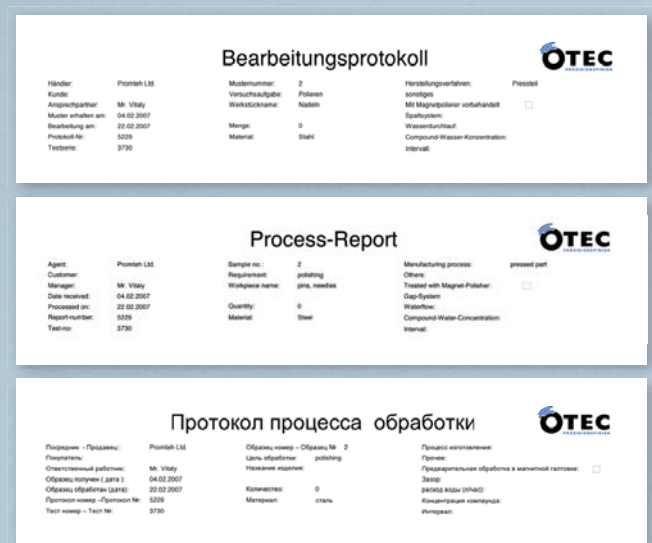 Bearbeitungsprotokoll
OTEC
PRÄZISIONSFINISH
Händler: Promteh Ltd. Musternummer: 2 Herstellungsverfahren: Pressteil
Kunde: Versuchsaufgabe: Polieren sonstiges
Ansprechpartner: Mr. Vitaly Werkstückname: Nadeln Mit Magnetpolierer vorbehandelt
Muster erhalten am: 04.02.2007 Spaltsystem:
Bearbeitung am: 22.02.2007 Menge: 0 Wasserdurchlauf:
Protokoll-Nr: 5229 Material: Stahl Compound-Wasser-Konzentration:
Testserie: 3730 Intervall:
Process-Report
OTEC
PRÄZISIONSFINISH
Agent: Promteh Ltd. Sample no.: 2 Manufacturing process: pressed part
Customer: Requirement: polishing Others:
Manager: Mr. Vitaly Workpiece name: pins, needles Treated with Magnet-Polisher:
Date received: 04.02.2007 Gap-System
Processed on: 22.02.2007 Quantity: 0 Waterflow:
Report-number: 5229 Material: Steel Compound-Water-Concentration:
Test-no: 3730 Interval:
Протокол процесса обработки
OTEC
PRÄZISIONSFINISH
Посредник - Продавец: Promteh Ltd. Образец номер – Образец № 2 Процесс изготовления:
Покупатель: Цель обработки: polishing Прочее:
Ответственный работник: Mr. Vitaly Название изделия: Предварительная обработка в магнитной галтовке:
Образец получен ( дата ): 04.02.2007 Зазор:
Образец обработан (дата): 22.02.2007 Количество: 0 расход воды (л/час):
Протокол номер –Протокол №: 5229 Материал: сталь Концентрация компаунда:
Тест номер – Тест №: 3730 Интервал: